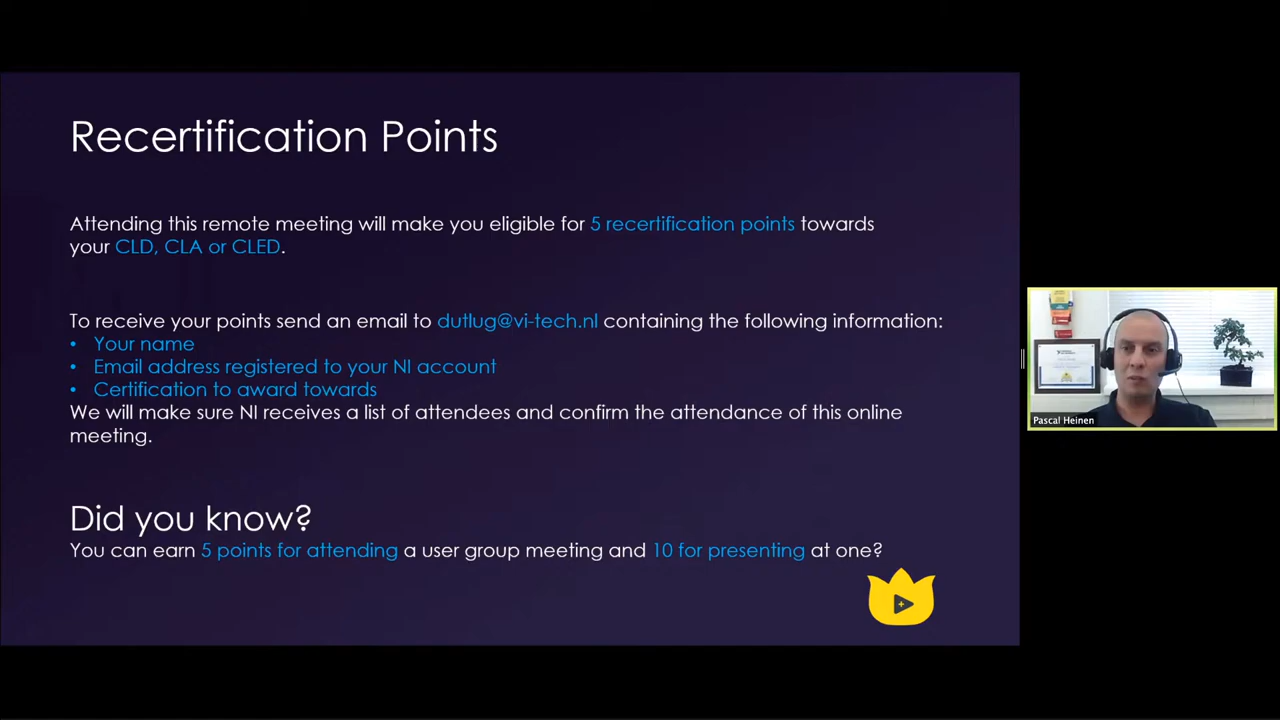 Recertification Points
Attending this remote meeting will make you eligible for 5 recertification points towards
your CLD, CLA or CLED.
To receive your points send an email to dutlug@vi-tech.nl containing the following information:
• Your name
• Email address registered to your NI account
• Certification to award towards
We will make sure NI receives a list of attendees and confirm the attendance of this online
meeting.
Did you know?
You can earn 5 points for attending a user group meeting and 10 for presenting at one?
Pascal Heinen